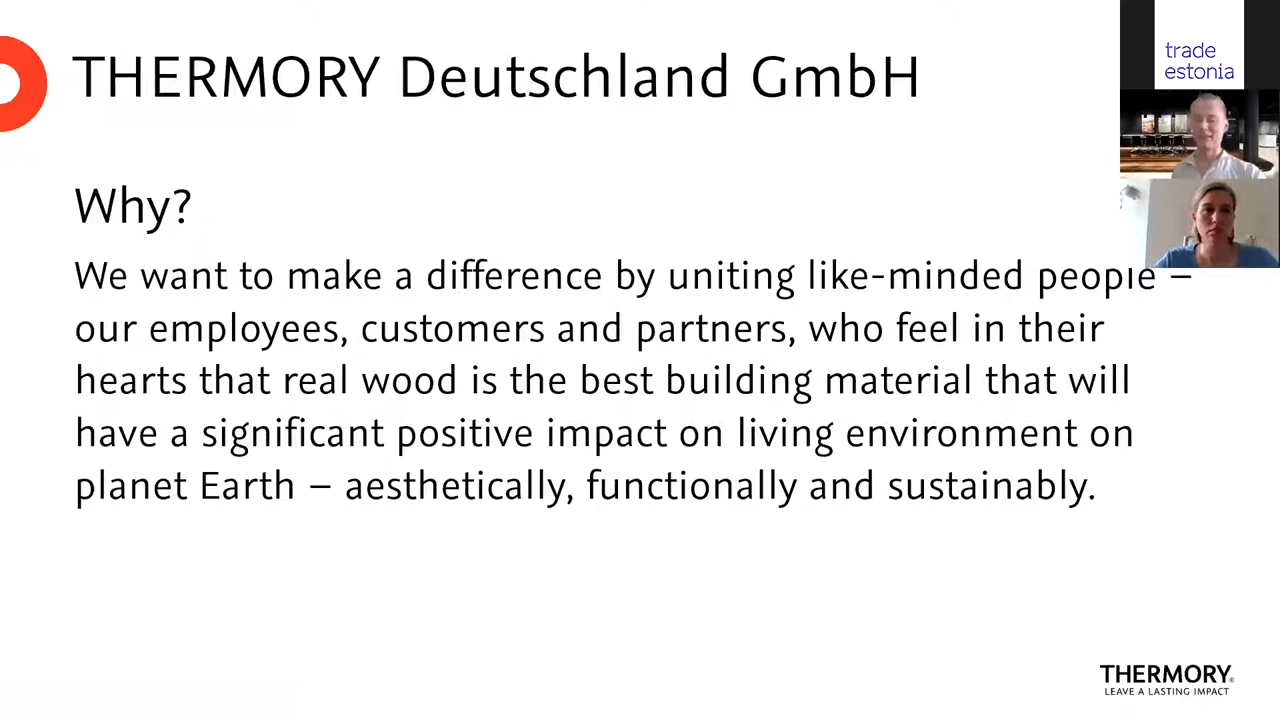 THERMORY Deutschland GmbH
trade
estonia
Why?
We want to make a difference by uniting like-minded people –
our employees, customers and partners, who feel in their
hearts that real wood is the best building material that will
have a significant positive impact on living environment on
planet Earth – aesthetically, functionally and sustainably.
THERMORY®
LEAVE A LASTING IMPACT